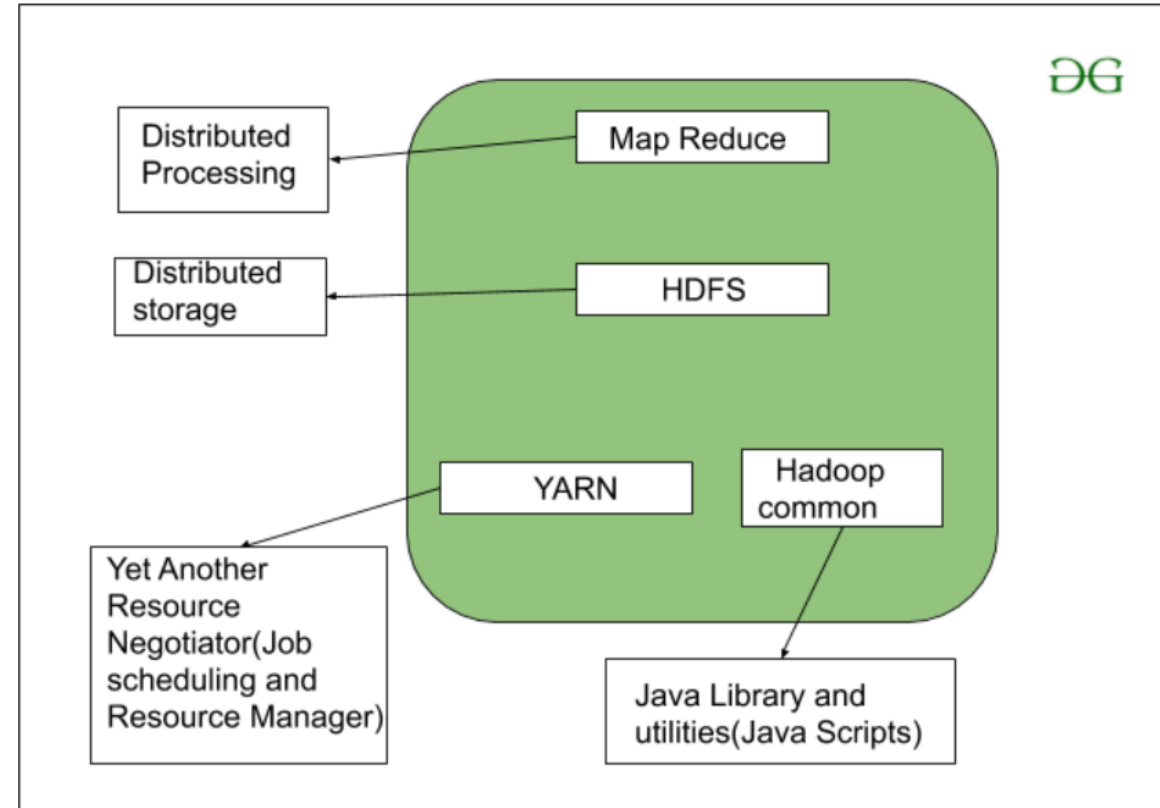 Distributed
Processing
Map Reduce
Distributed
storage
HDFS
YARN
Hadoop
common
Yet Another
Resource
Negotiator(Job
scheduling and
Resource Manager)
Java Library and
utilities(Java Scripts)